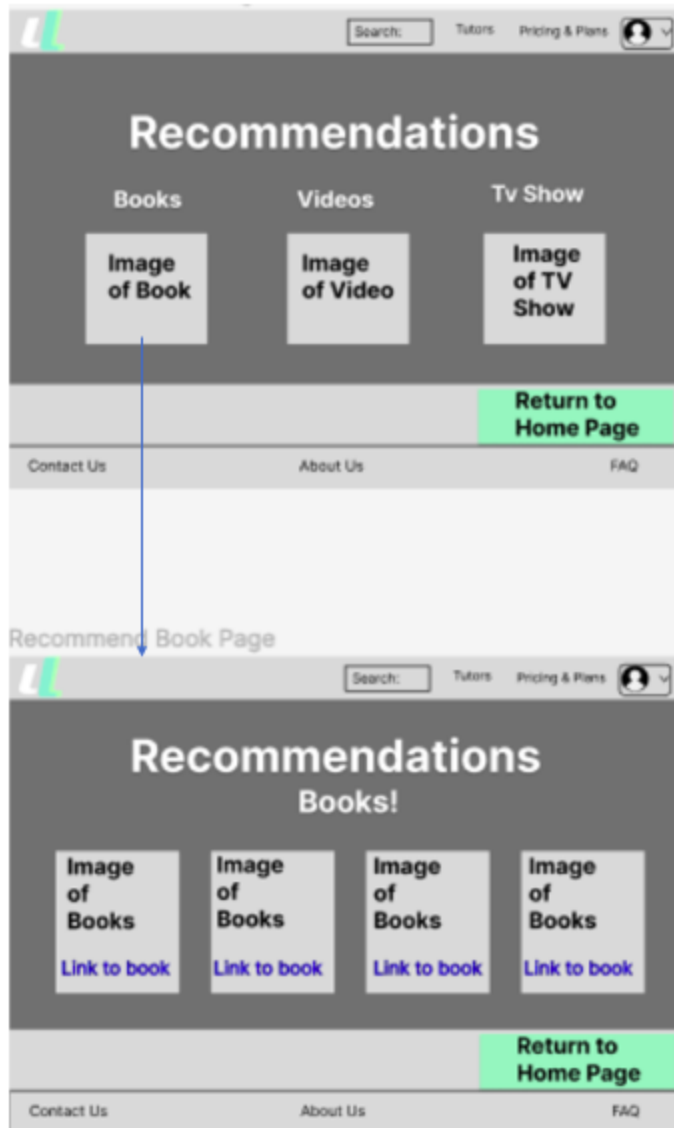 Search:
Tutors
Pricing & Plans
Recommendations
Books
Videos
Tv Show
Image
of Book
Image
of Video
Image
of TV
Show
Return to
Home Page
Contact Us
About Us
FAQ
Recommend Book Page
Search:
Tutors
Pricing & Plans
Recommendations
Books!
Image
of
Books
Link to book
Image
of
Books
Link to book
Image
of
Books
Link to book
Image
of
Books
Link to book
Return to
Home Page
Contact Us
About Us
FAQ